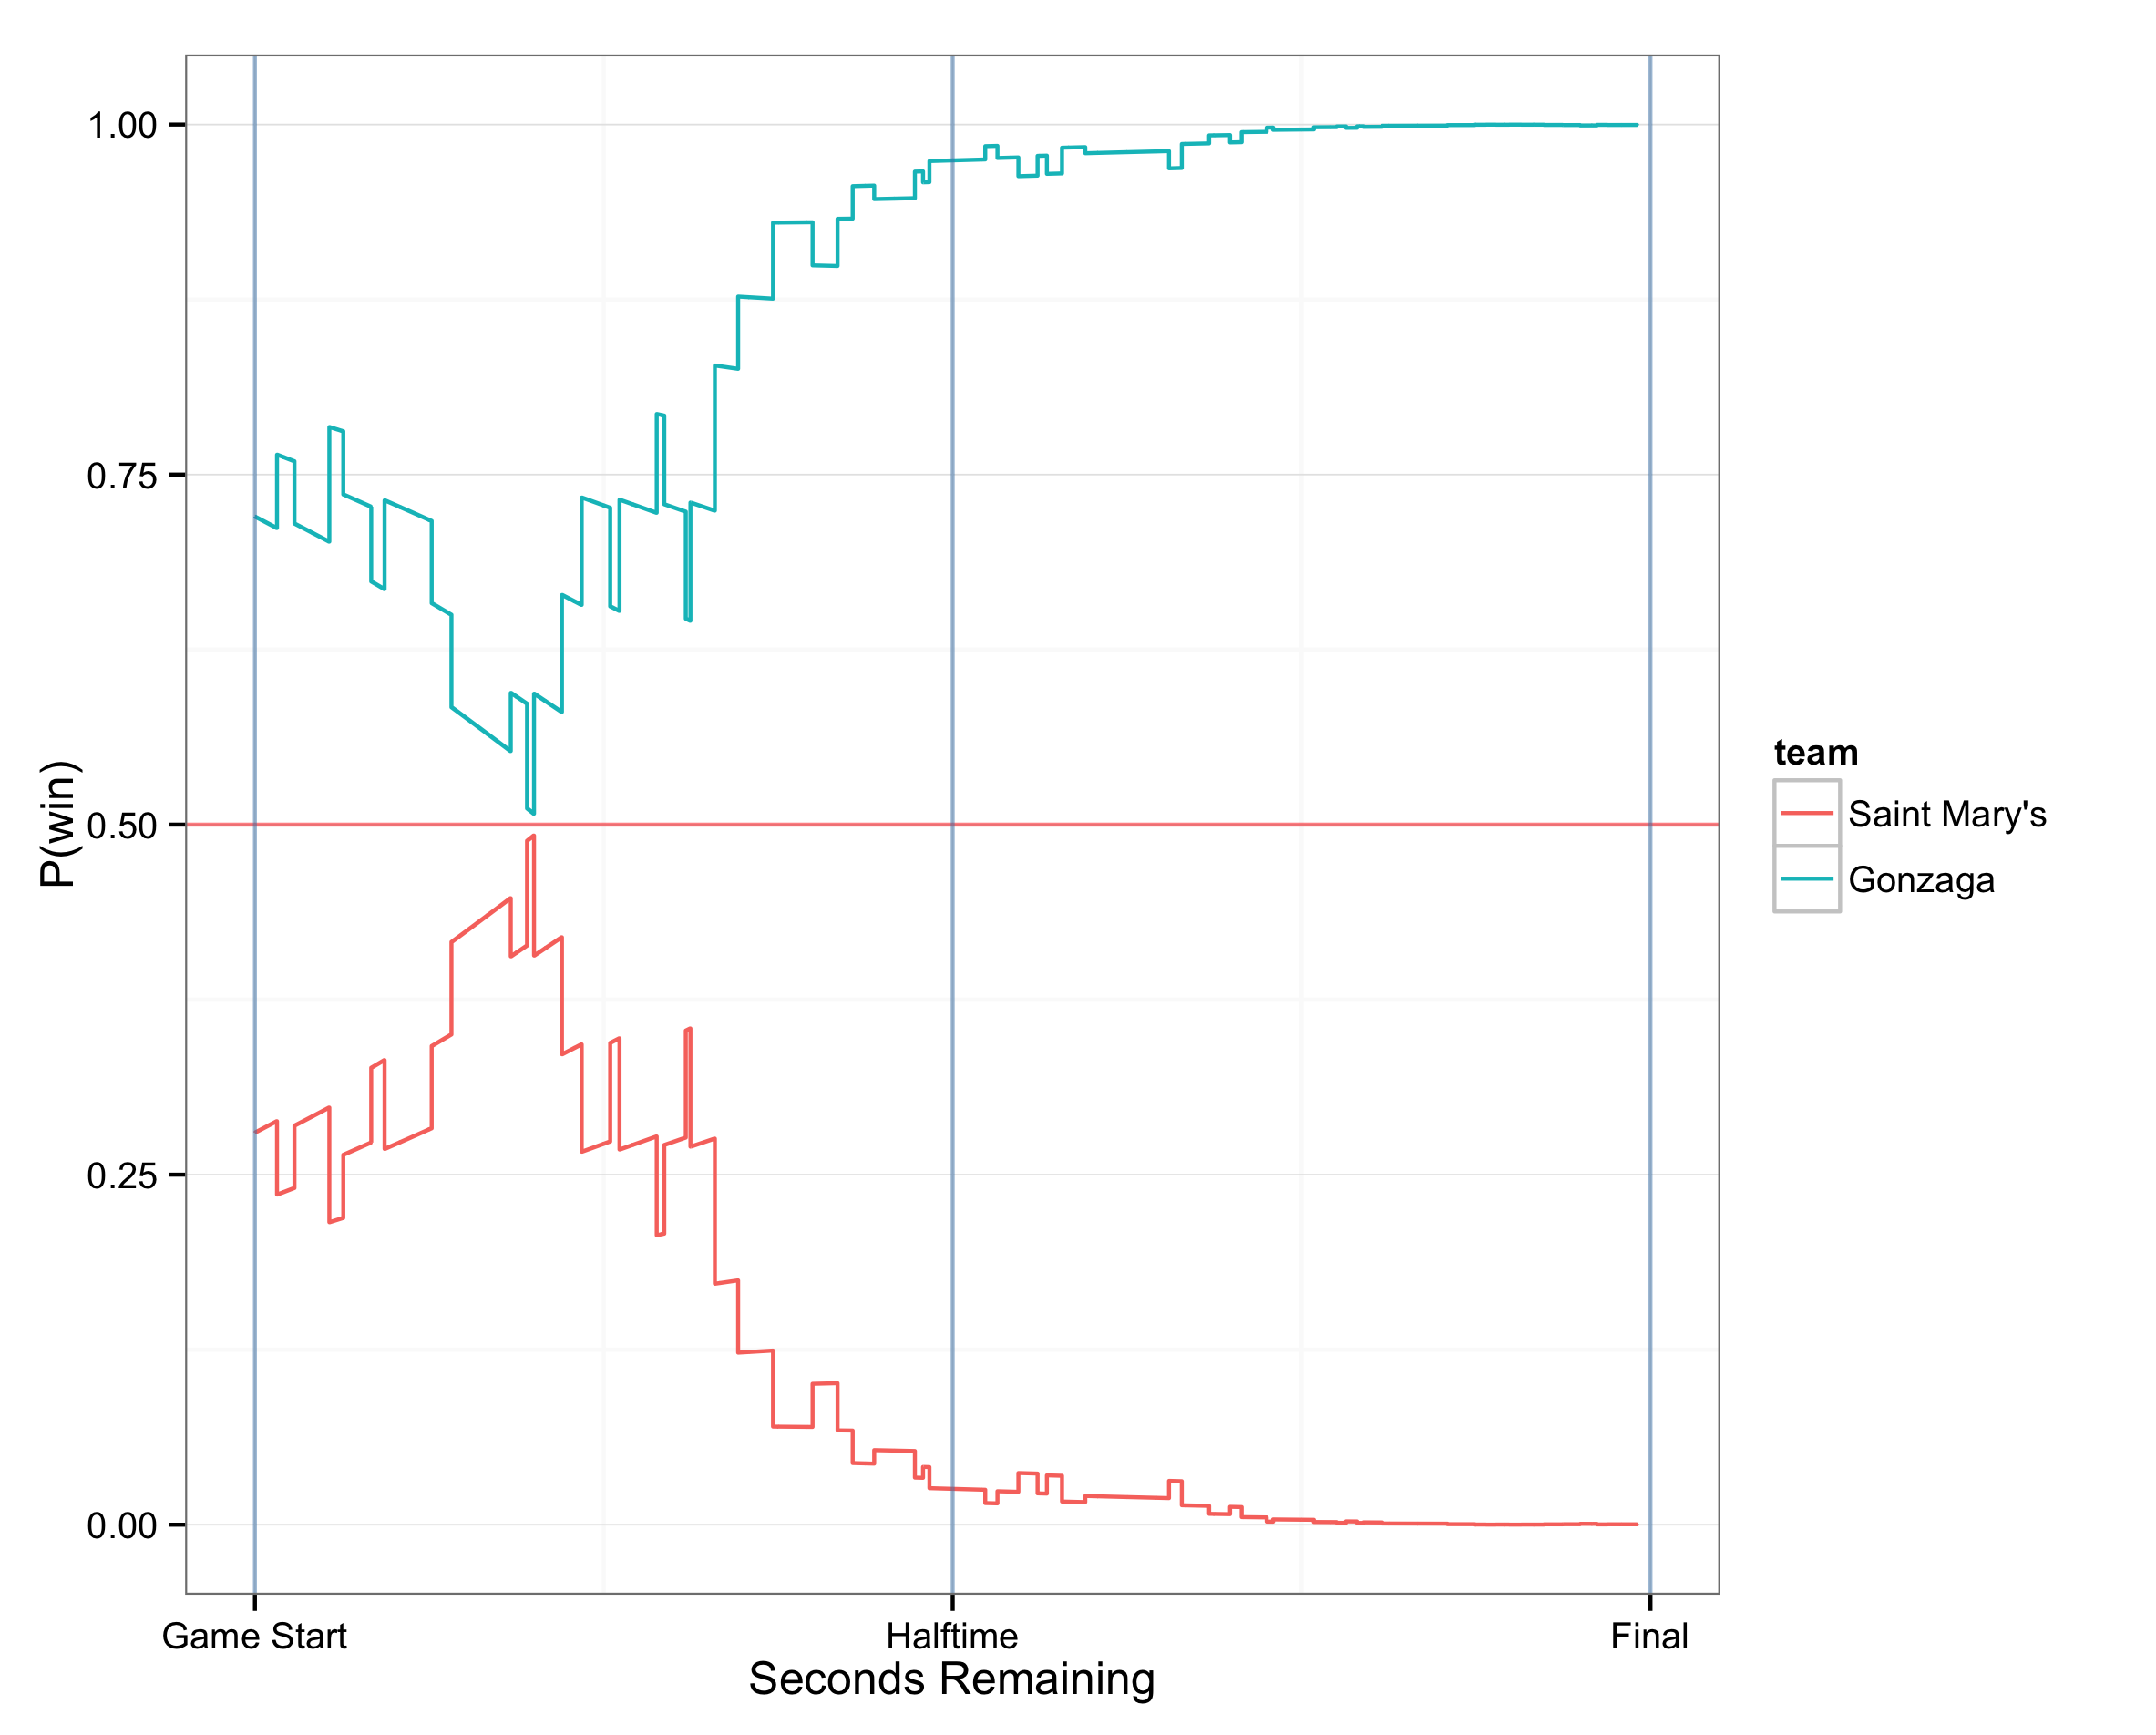 1.00
0.75
0.50
0.25
0.00
P(win)
Game Start
Halftime
Final
Seconds Remaining
team
Saint Mary's
Gonzaga